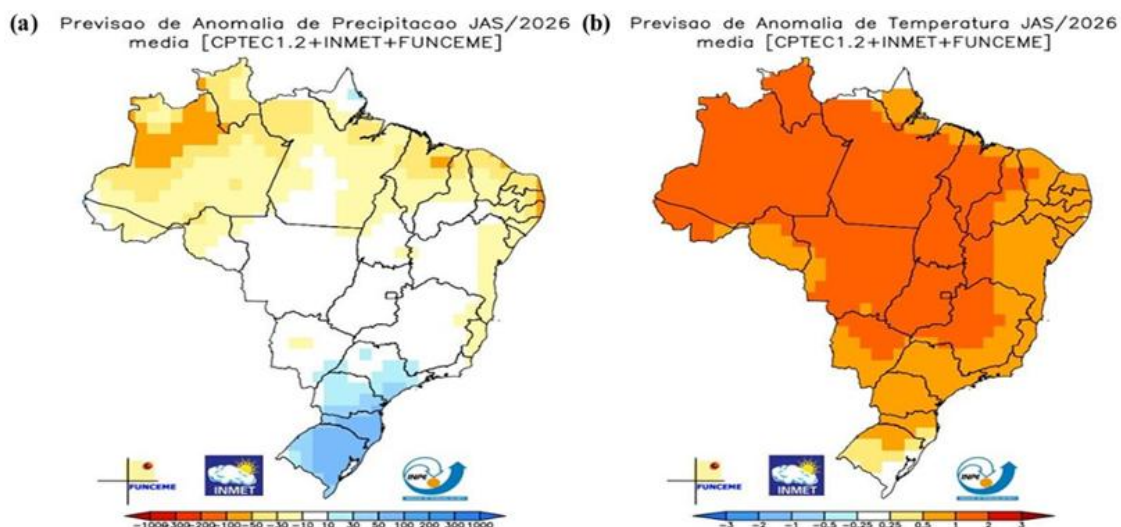 (a) Previsao de Anomalia de Precipitacao JAS/2026
media [CPTEC1.2+INMET+FUNCEME]
FUNCEME
INMET
INPE
-1000-300-200-100-50 -30 -10 10 30 50 100 200 300 1000
(b) Previsao de Anomalia de Temperatura JAS/2026
media [CPTEC1.2+INMET+FUNCEME]
FUNCEME
INMET
INPE
-3 -2 -1 -0.5 -0.25 0.25 0.5 1 2 3